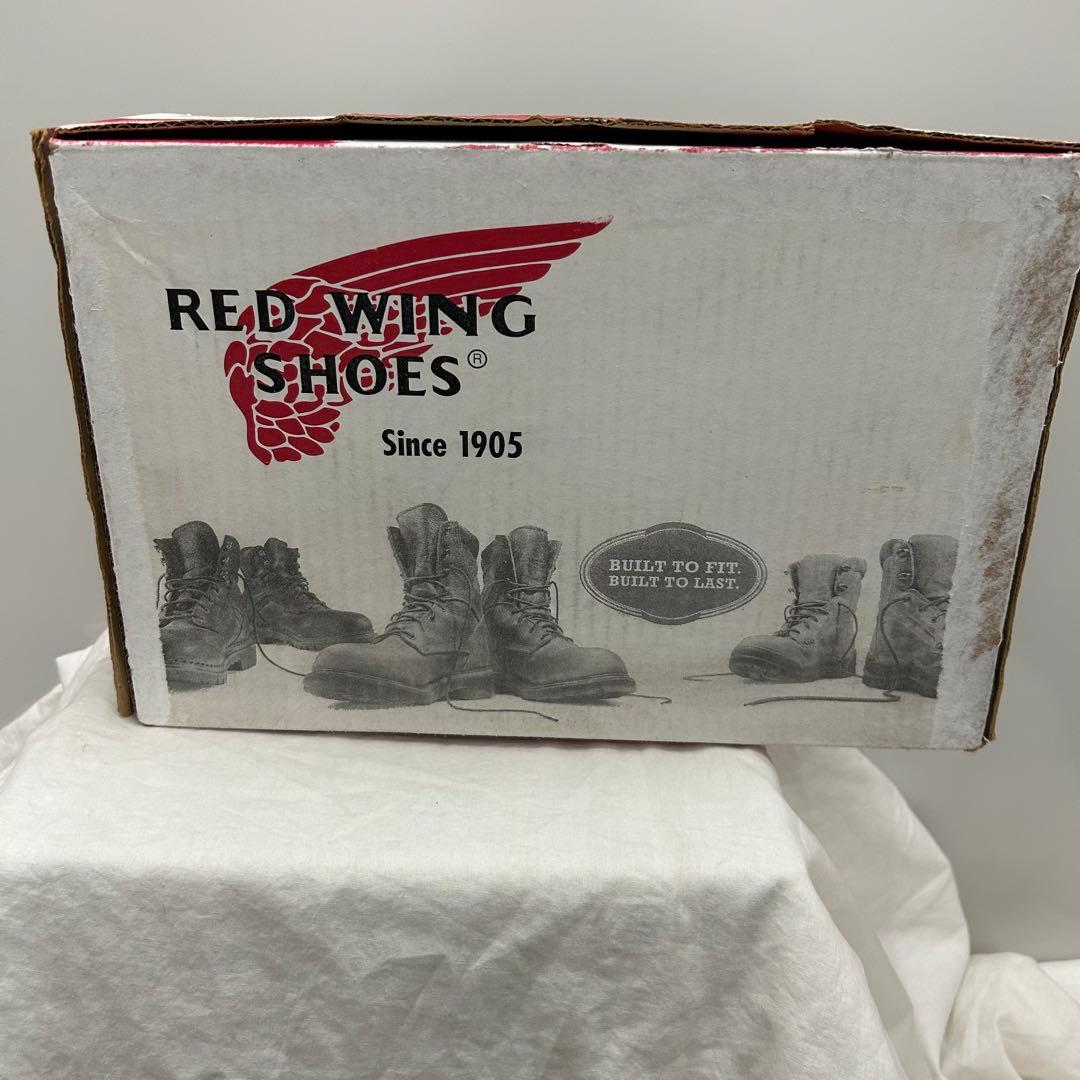 RED WING
SHOES®
Since 1905
BUILT TO FIT.
BUILT TO LAST.